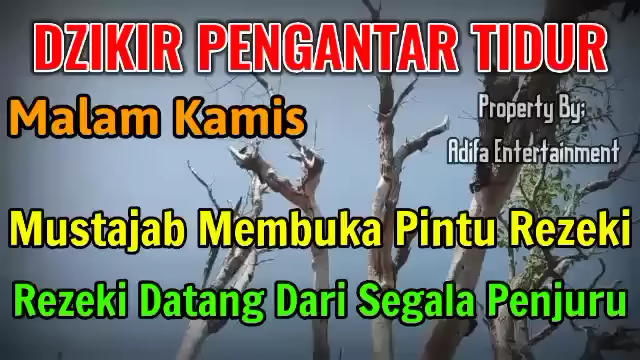 DZIKIR PENGANTAR TIDUR
Malam Kamis
Property By;
Adifa Entertainment
Mustajab Membuka Pintu Rezeki
Rezeki Datang Dari Segala Penjuru